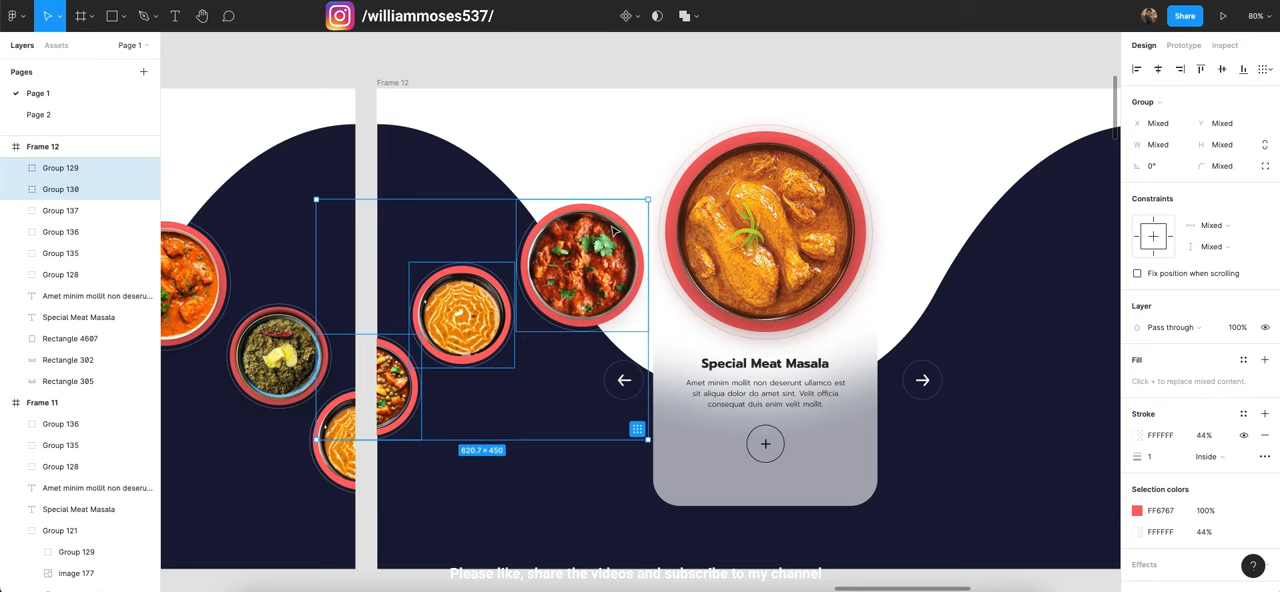 /williammoses537/
Share
80%
Layers
Assets
Page 1
Design
Prototype
Inspect
Pages
Page 1
Page 2
Frame 12
Group 129
Group 130
Group 137
Group 136
Group 135
Group 128
Amet minim mollit non deseru...
Special Meat Masala
Rectangle 4607
Rectangle 302
Rectangle 305
Frame 11
Group 136
Group 135
Group 128
Amet minim mollit non deseru...
Special Meat Masala
Group 121
Group 129
image 177
Frame 12
620.7 × 450
Special Meat Masala
Amet minim mollit non deserunt ullamco est
sit aliqua dolor do amet sint. Velit officia
consequat duis enim velit mollit.
Please like, share the videos and subscribe to my channel
Group
X Mixed Y Mixed
W Mixed H Mixed
0° Mixed
Constraints
Mixed
Mixed
Fix position when scrolling
Layer
Pass through 100%
Fill
Click + to replace mixed content.
Stroke
FFFFFF 44%
1 Inside
Selection colors
FF6767 100%
FFFFFF 44%
Effects
?